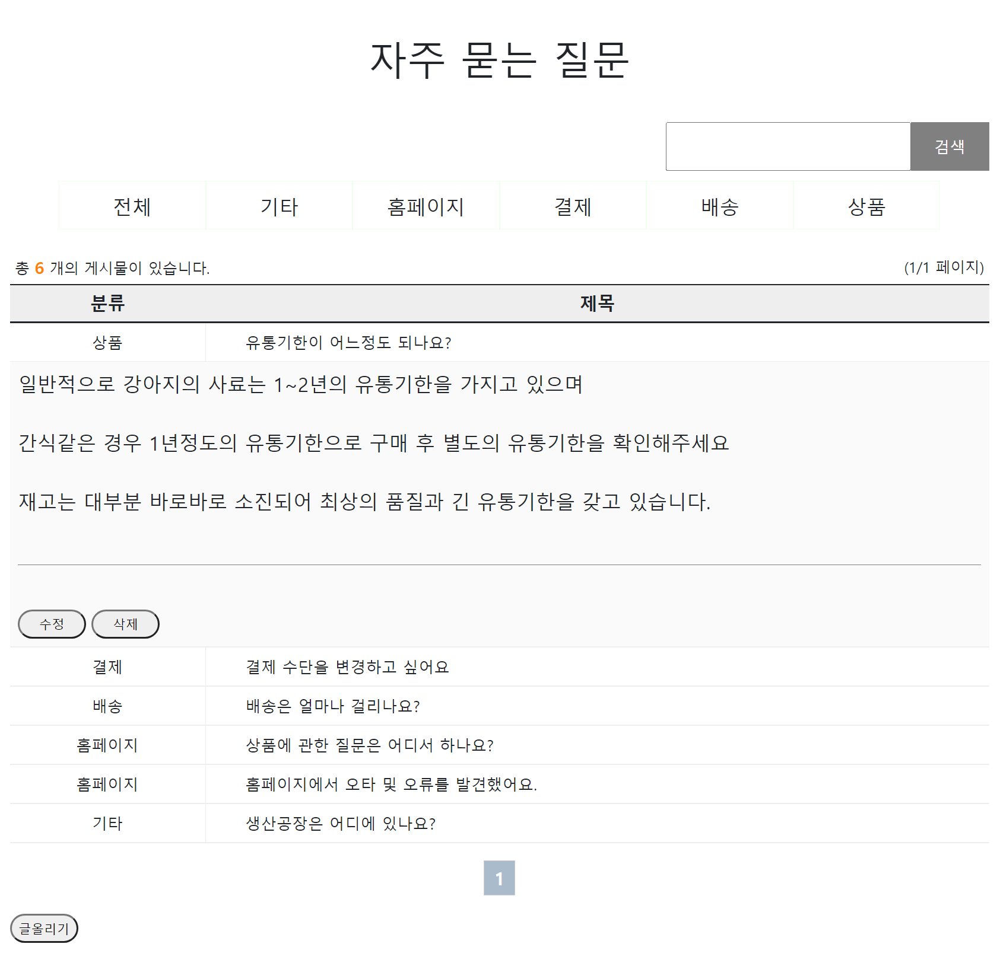 자주 묻는 질문
검색
전체 기타 홈페이지 결제 배송 상품
총 6 개의 게시물이 있습니다. (1/1 페이지)
분류 제목
상품 유통기한이 어느정도 되나요?
일반적으로 강아지의 사료는 1~2년의 유통기한을 가지고 있으며
간식같은 경우 1년정도의 유통기한으로 구매 후 별도의 유통기한을 확인해주세요
재고는 대부분 바로바로 소진되어 최상의 품질과 긴 유통기한을 갖고 있습니다.
수정 삭제
결제 결제 수단을 변경하고 싶어요
배송 배송은 얼마나 걸리나요?
홈페이지 상품에 관한 질문은 어디서 하나요?
홈페이지 홈페이지에서 오타 및 오류를 발견했어요.
기타 생산공장은 어디에 있나요?
1
글올리기